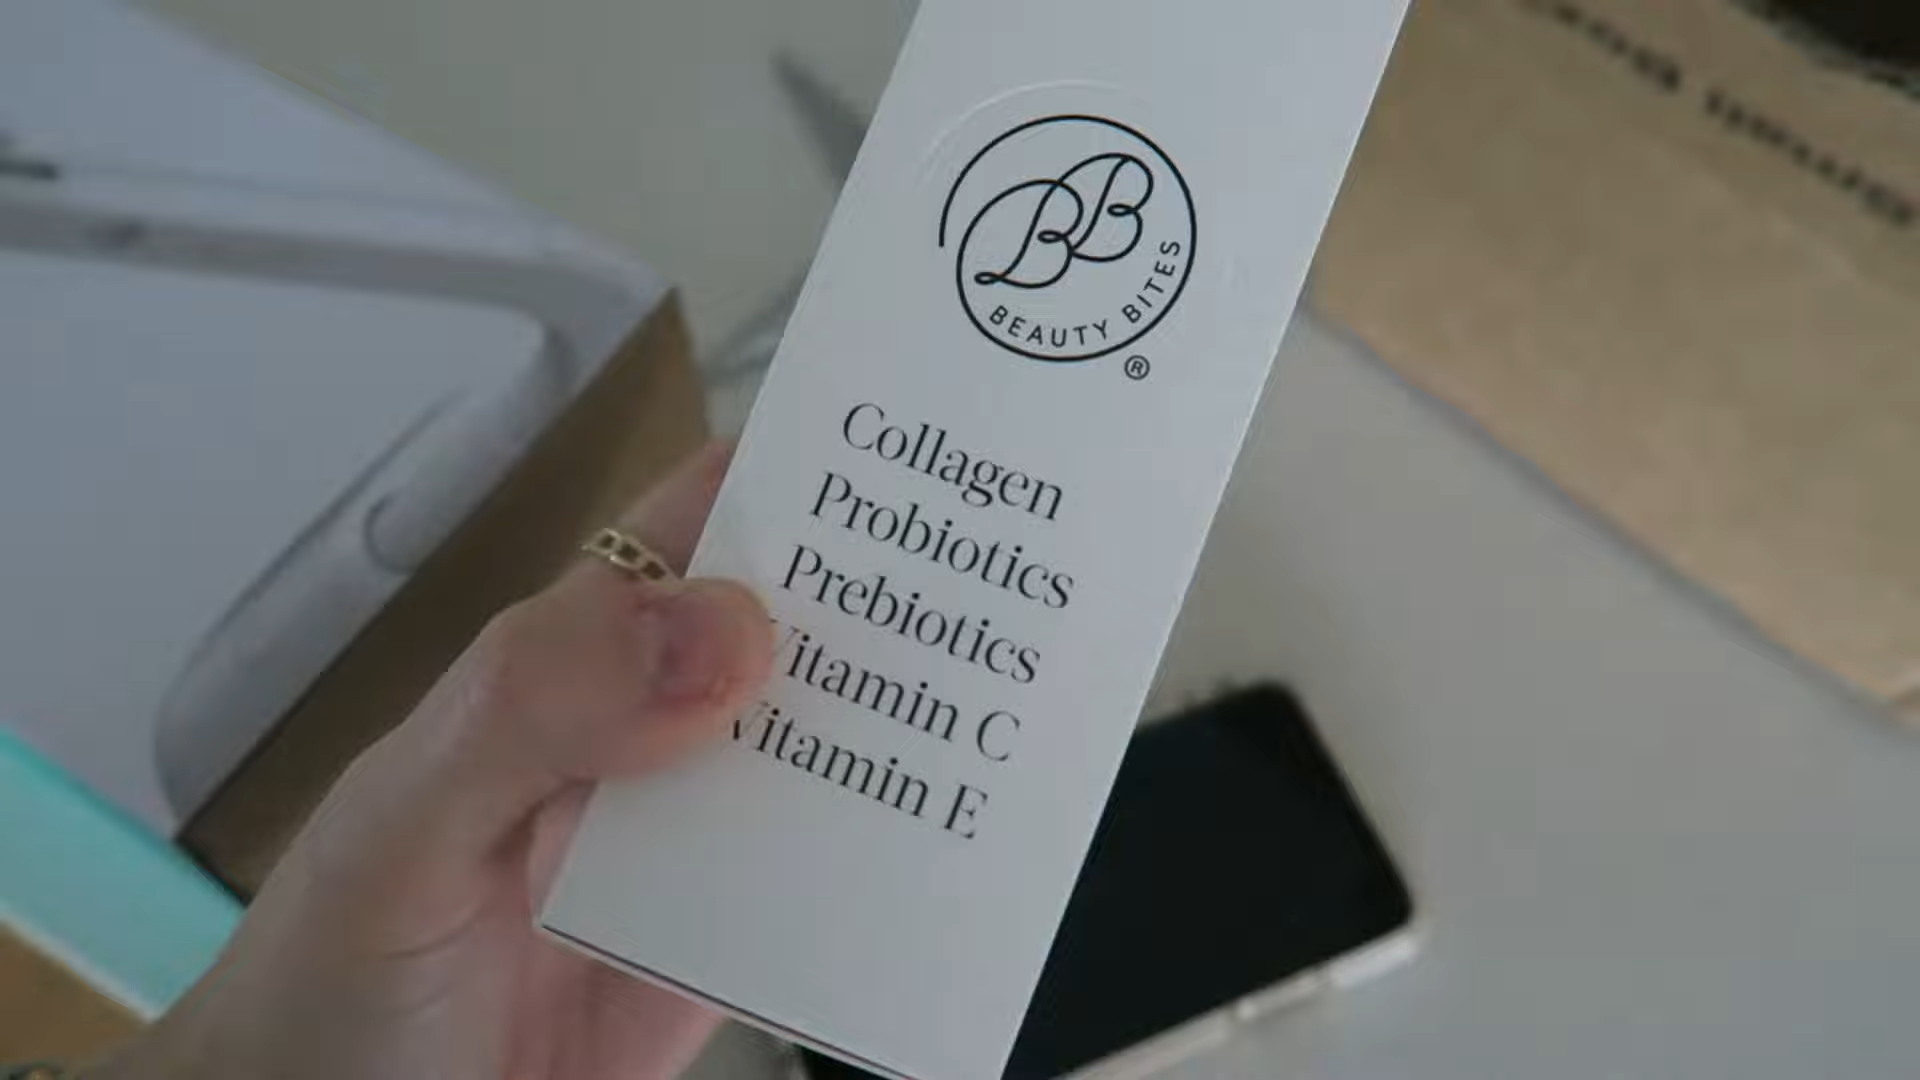 BB
BEAUTY BITES
®
Collagen
Probiotics
Prebiotics
Vitamin C
Vitamin E